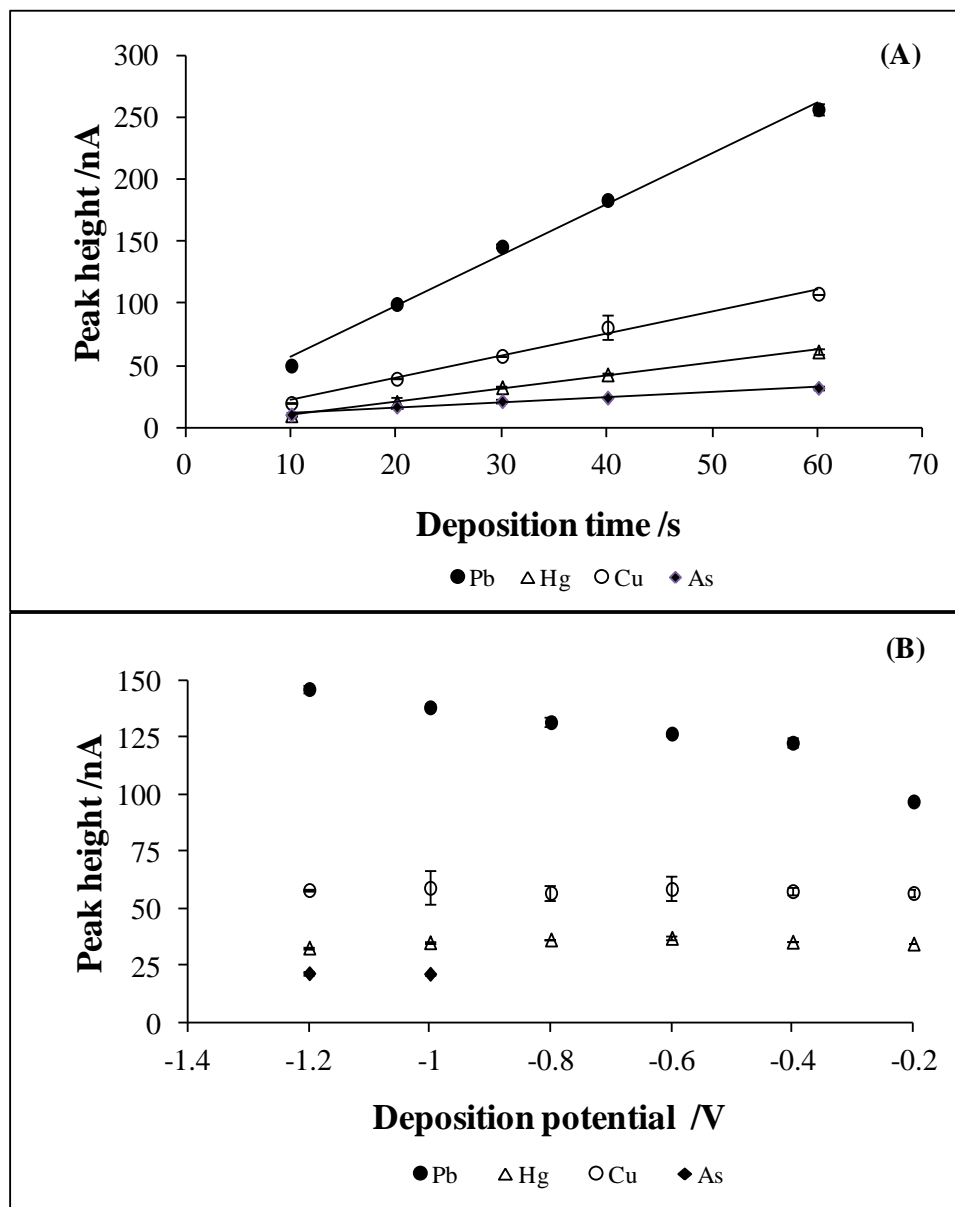 (A)
300
250
200
150
100
50
0
Peak height /nA
0 10 20 30 40 50 60 70
Deposition time /s
Pb Hg Cu As
(B)
150
125
100
75
50
25
0
Peak height /nA
-1.4 -1.2 -1 -0.8 -0.6 -0.4 -0.2
Deposition potential /V
Pb Hg Cu As